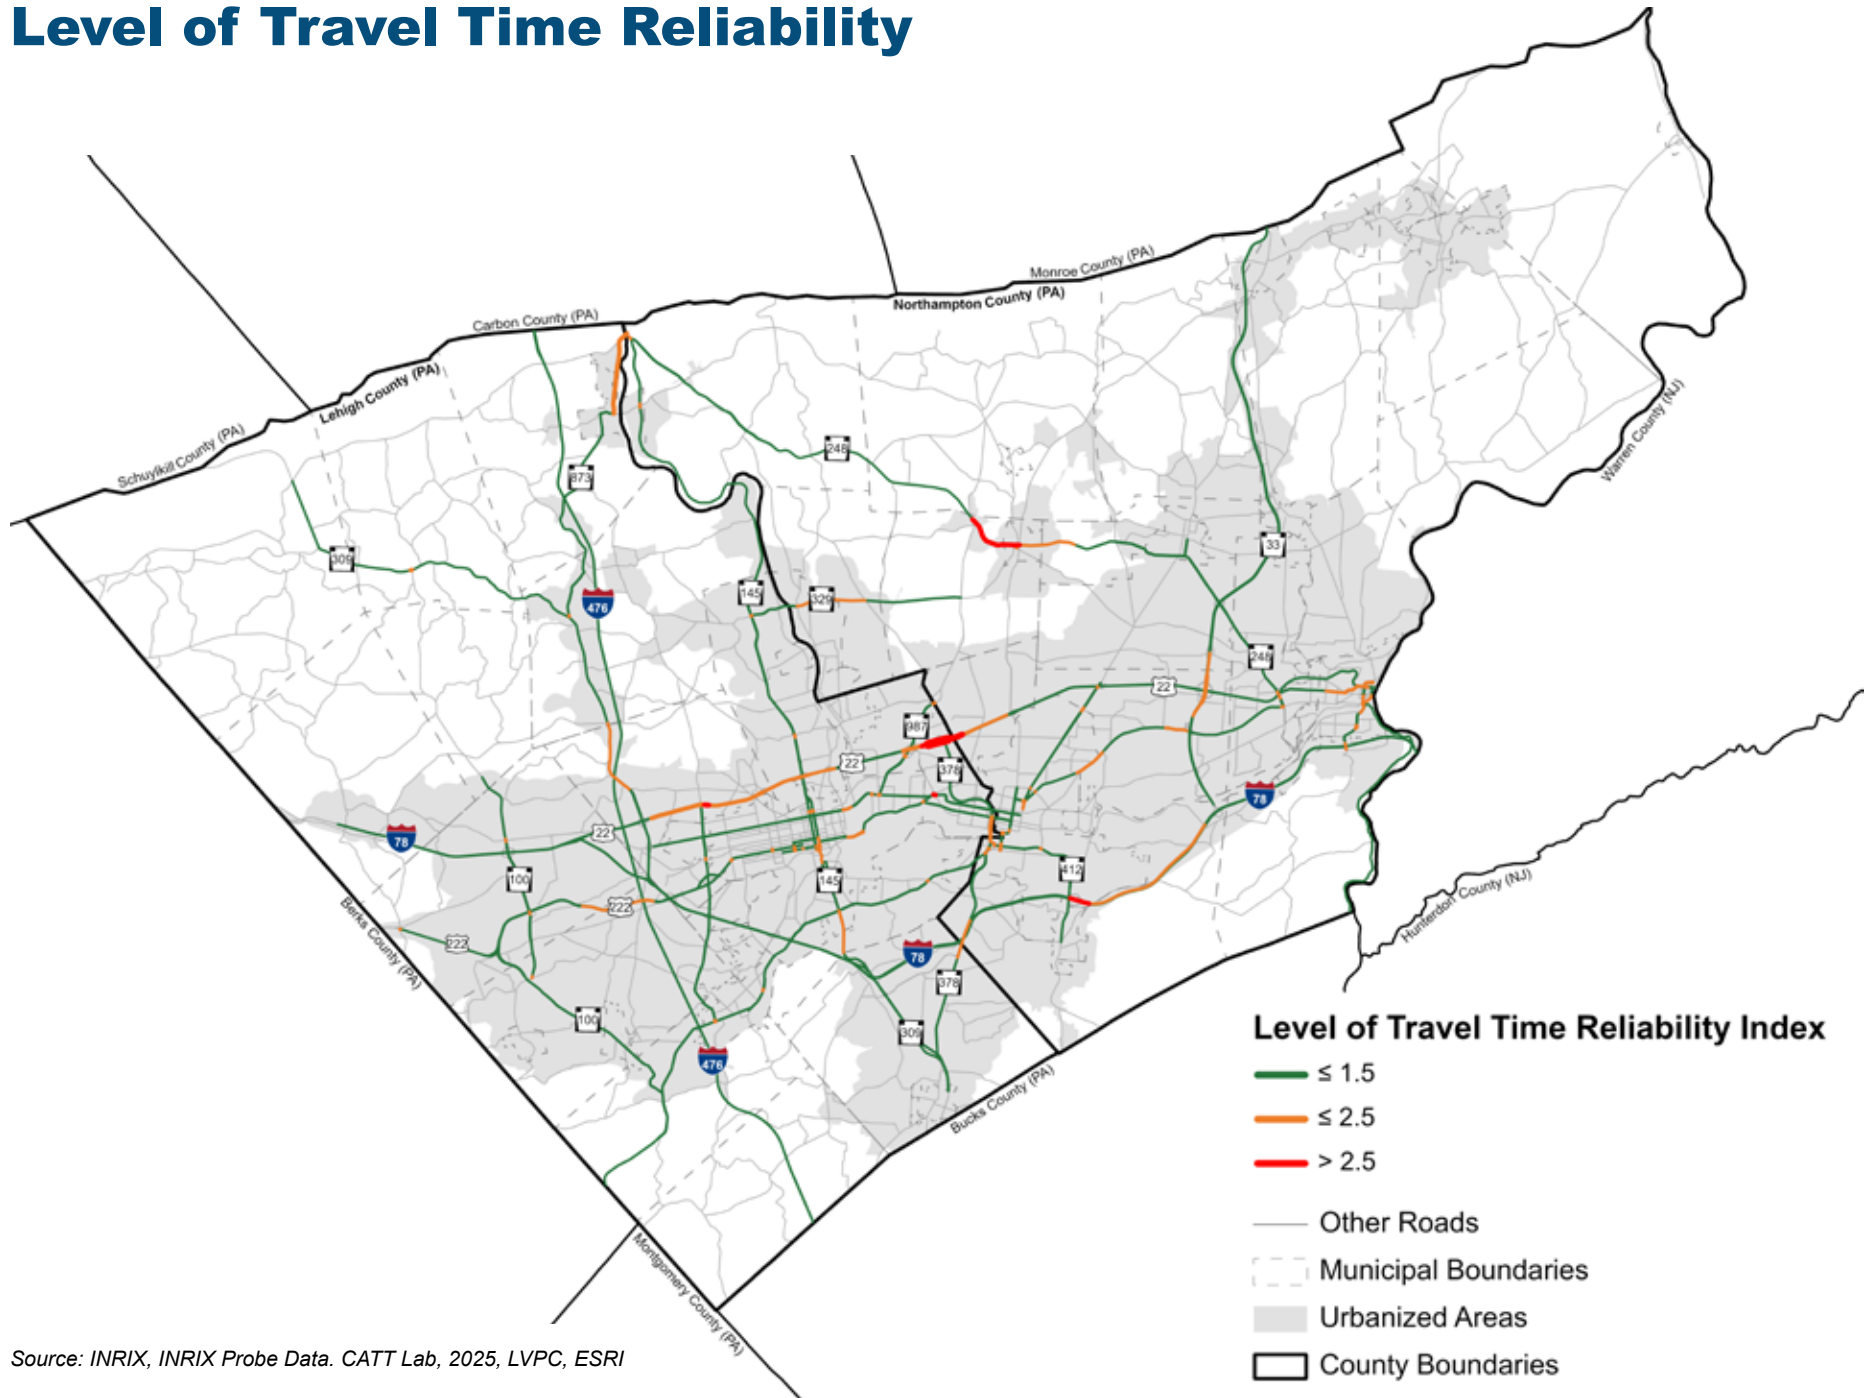 Level of Travel Time Reliability
Monroe County (PA)
Northampton County (PA)
Carbon County (PA)
Lehigh County (PA)
Schuylkill County (PA)
Warren County (NJ)
248
873
309
33
476
145
329
248
22
987
22
378
78
22
78
100
145
412
222
222
78
378
100
309
476
Berks County (PA)
Hunterdon County (NJ)
Bucks County (PA)
Montgomery County (PA)
Level of Travel Time Reliability Index
≤ 1.5
≤ 2.5
> 2.5
Other Roads
Municipal Boundaries
Urbanized Areas
County Boundaries
Source: INRIX, INRIX Probe Data. CATT Lab, 2025, LVPC, ESRI